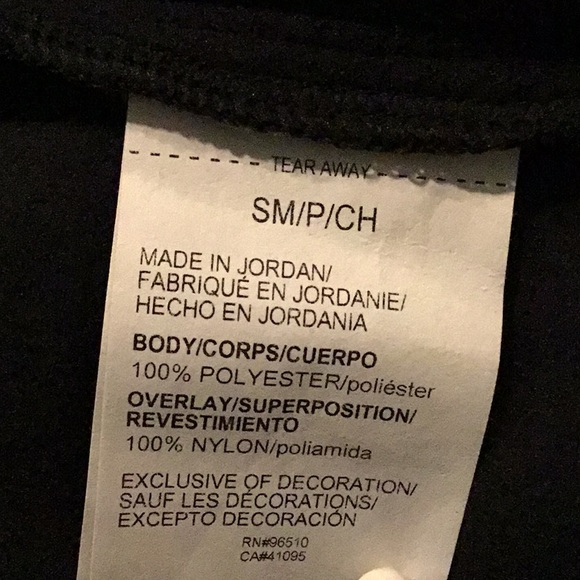 TEAR AWAY
SM/P/CH
MADE IN JORDAN/
FABRIQUÉ EN JORDANIE/
HECHO EN JORDANIA
BODY/CORPS/CUERPO
100% POLYESTER/poliéster
OVERLAY/SUPERPOSITION/
REVESTIMIENTO
100% NYLON/poliamida
EXCLUSIVE OF DECORATION/
SAUF LES DÉCORATIONS/
EXCEPTO DECORACIÓN
RN#96510
CA#41095